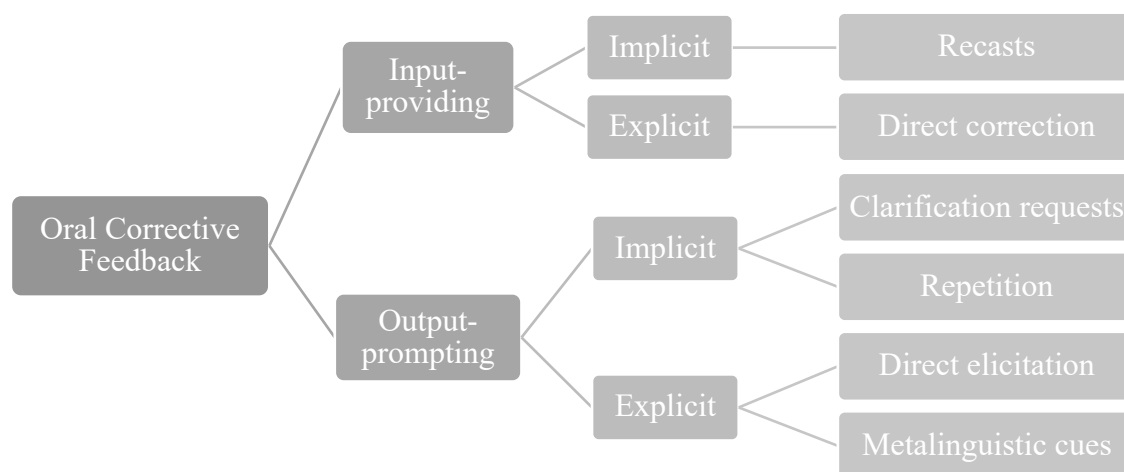 Oral Corrective
Feedback
Input-
providing
Implicit
Recasts
Explicit
Direct correction
Output-
prompting
Implicit
Clarification requests
Repetition
Explicit
Direct elicitation
Metalinguistic cues